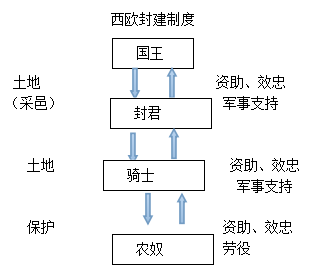 西欧封建制度
国王
土地
（采邑）
资助、效忠
军事支持
封君
土地
资助、效忠
军事支持
骑士
保护
资助、效忠
劳役
农奴